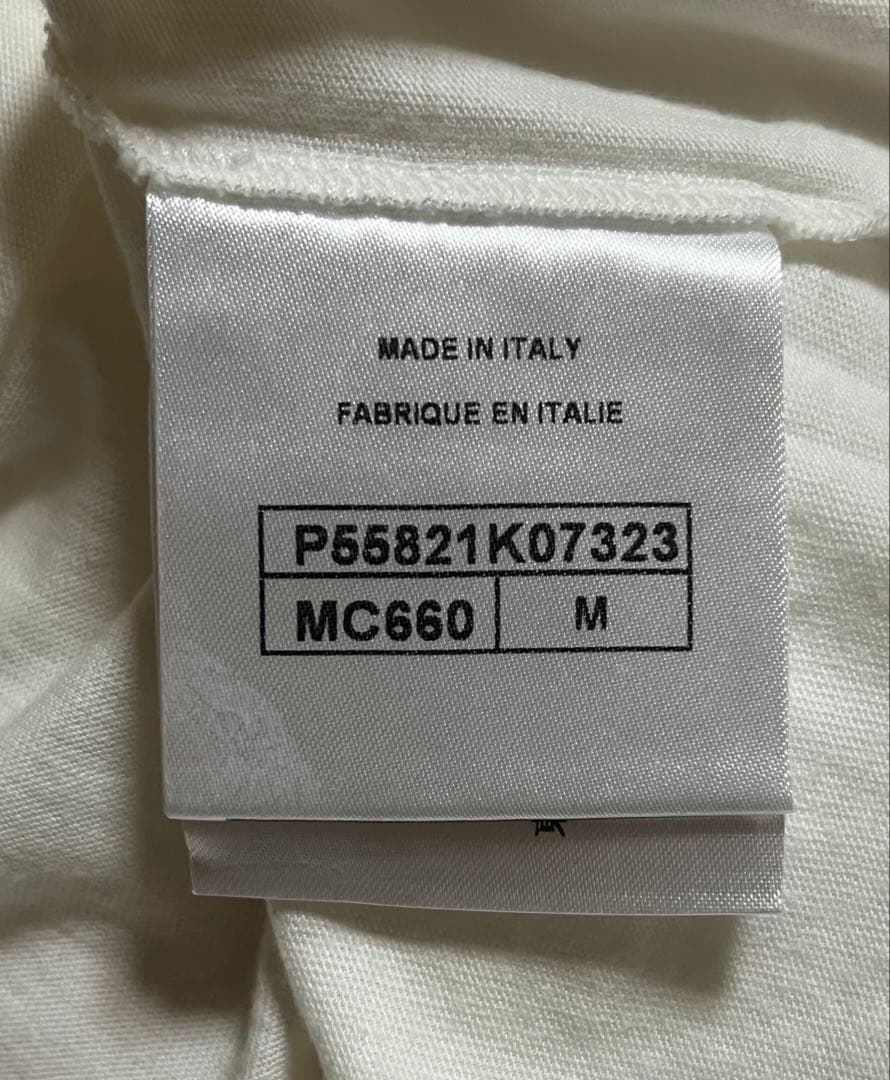 MADE IN ITALY
FABRIQUE EN ITALIE
P55821K07323
MC660 M